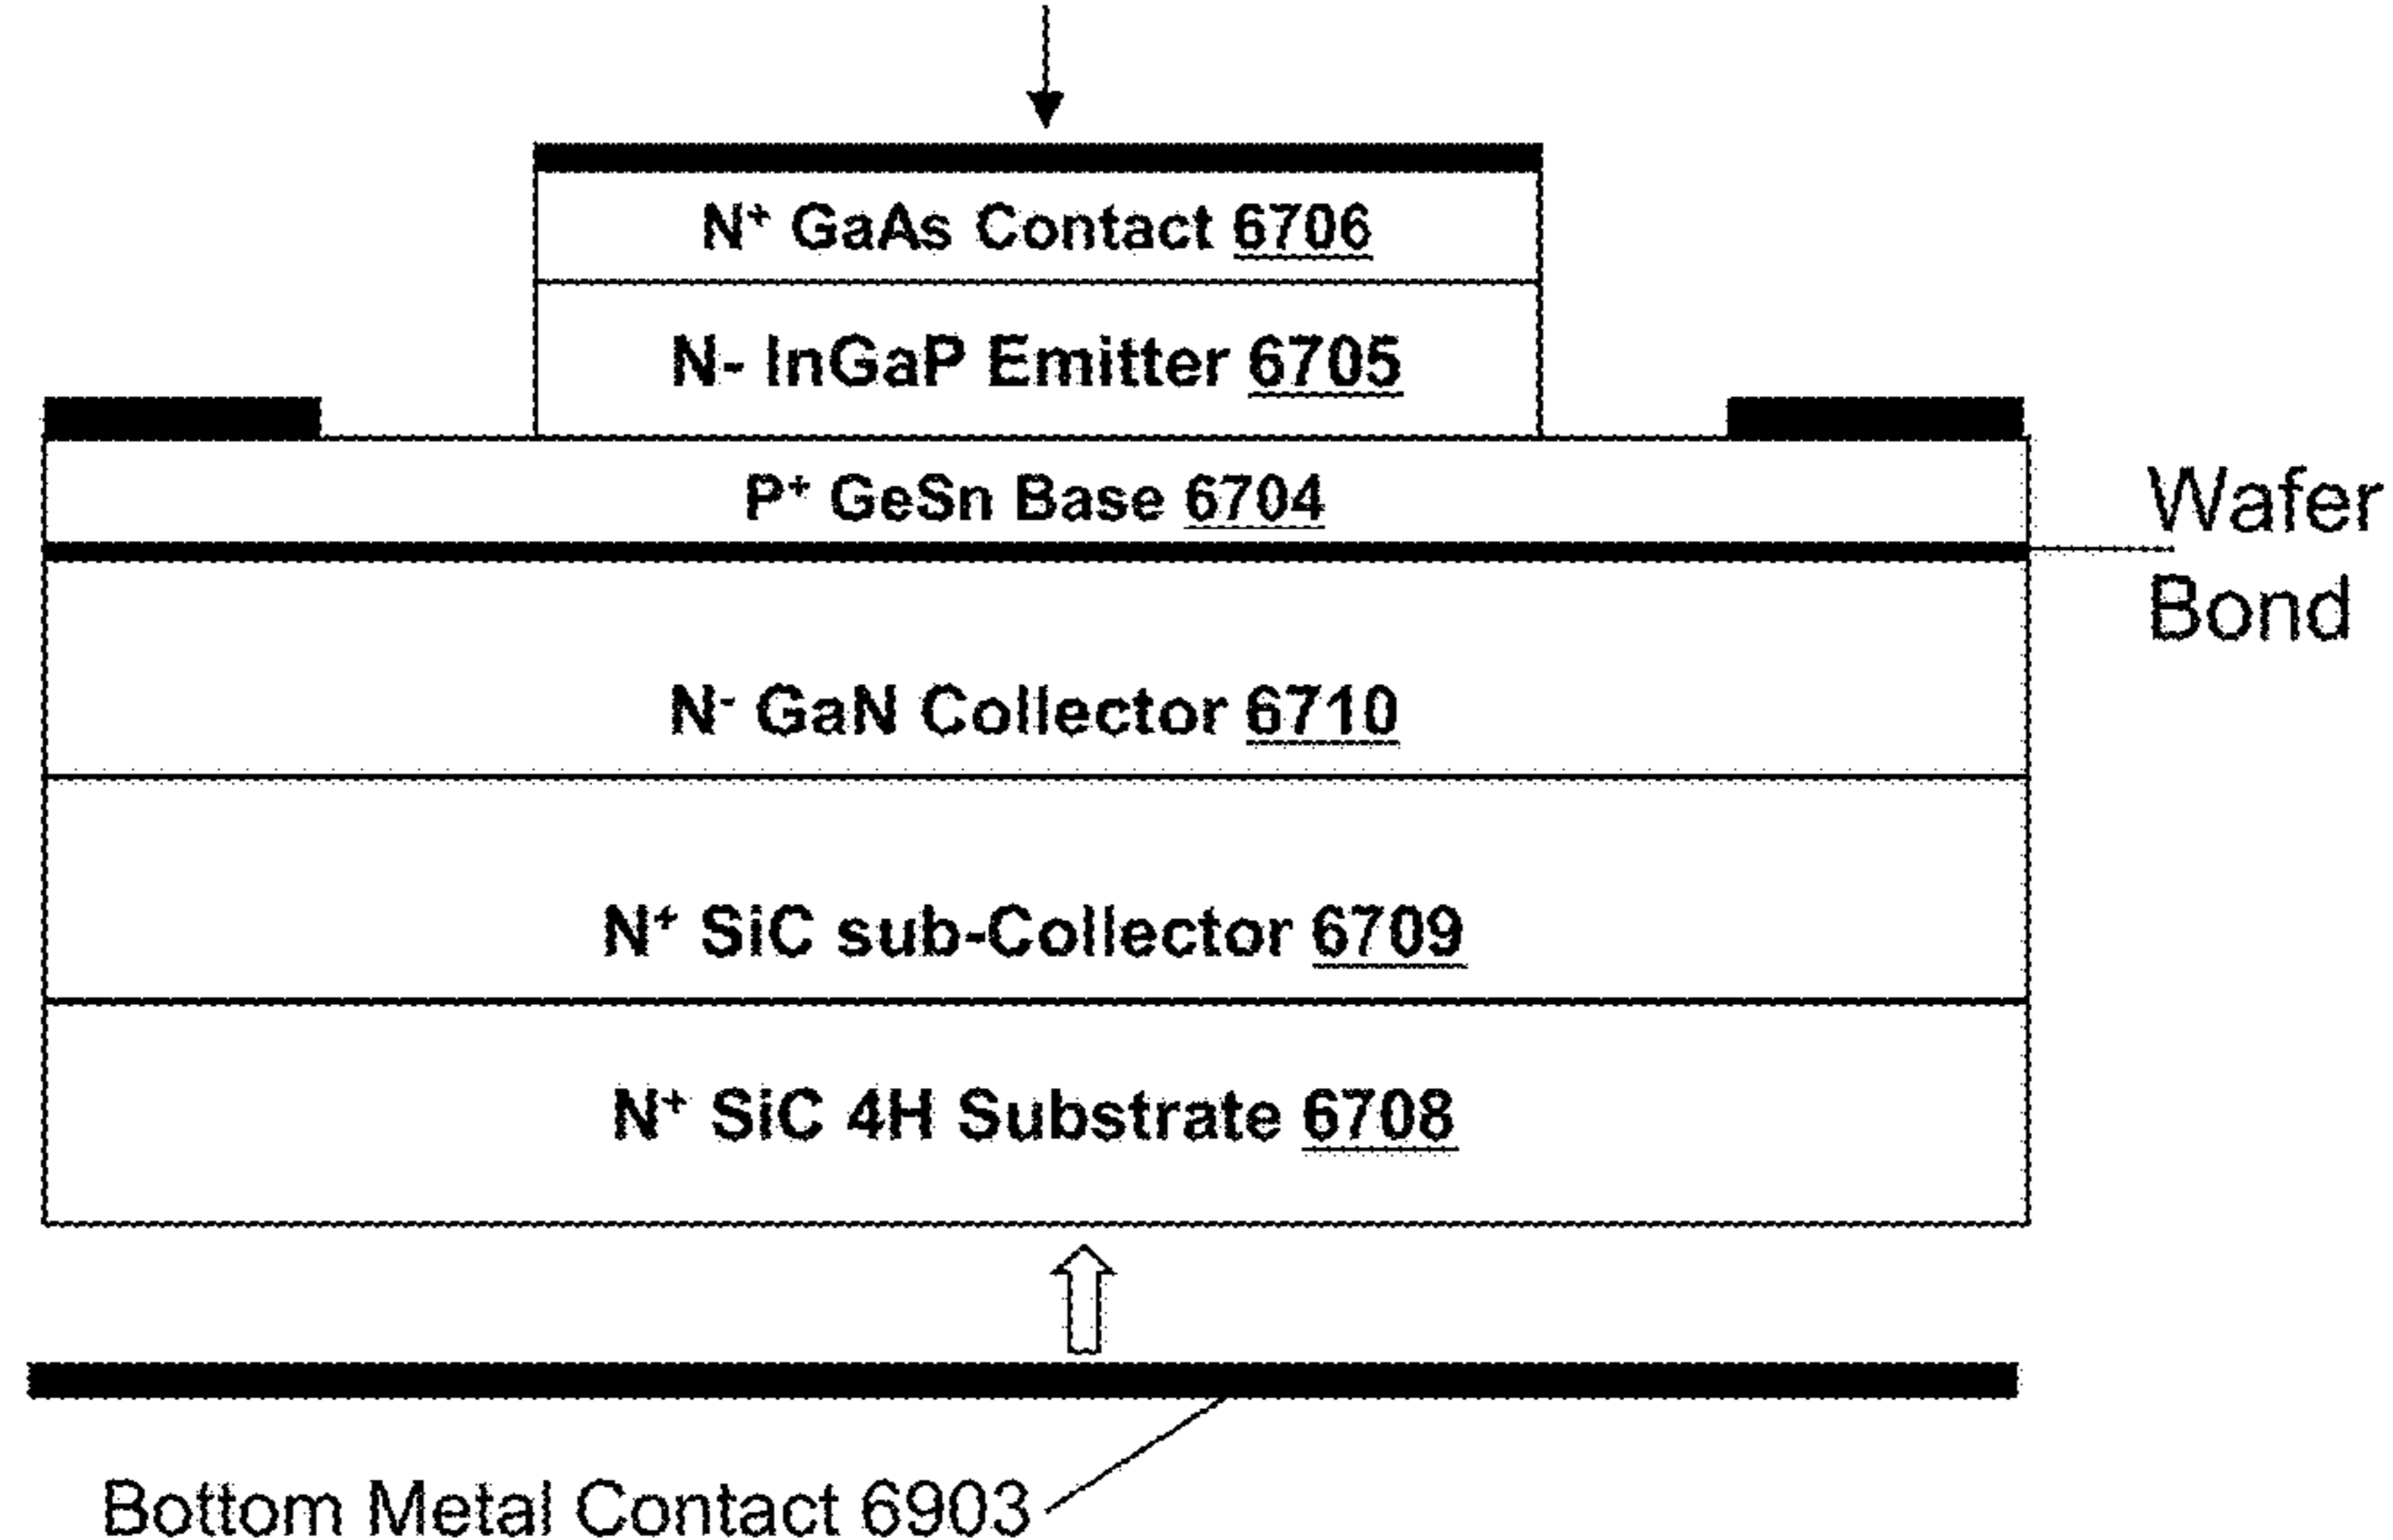 N⁺ GaAs Contact 6706
N- InGaP Emitter 6705
P⁺ GeSn Base 6704
Wafer
Bond
N⁻ GaN Collector 6710
N⁺ SiC sub-Collector 6709
N⁺ SiC 4H Substrate 6708
Bottom Metal Contact 6903